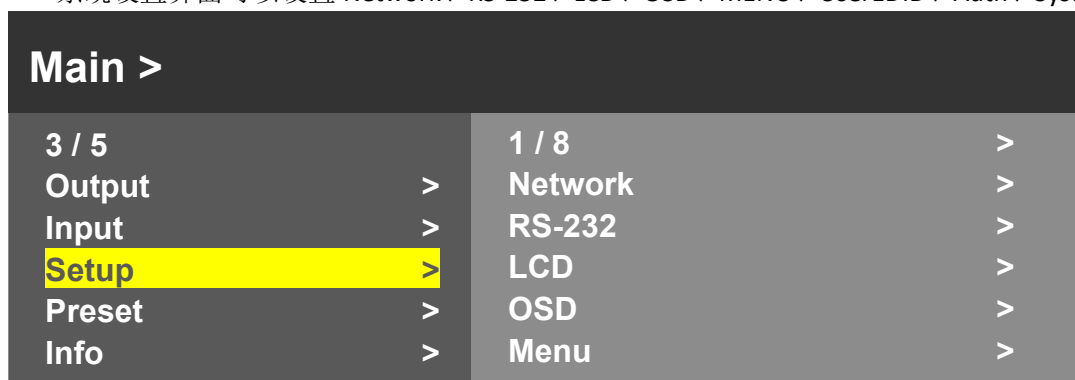 Main >
3 / 5
Output >
Input >
Setup >
Preset >
Info >
1 / 8 >
Network >
RS-232 >
LCD >
OSD >
Menu >